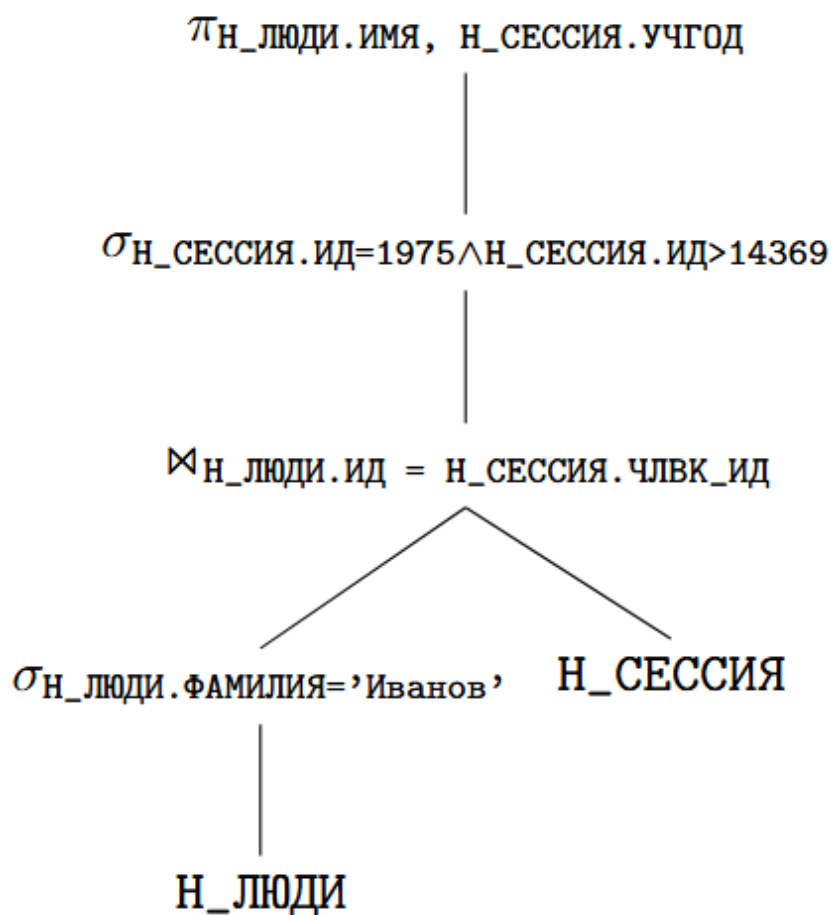 πН_ЛЮДИ.ИМЯ, Н_СЕССИЯ.УЧГОД
σН_СЕССИЯ.ИД=1975∧Н_СЕССИЯ.ИД>14369
⋈Н_ЛЮДИ.ИД = Н_СЕССИЯ.ЧЛВК_ИД
σН_ЛЮДИ.ФАМИЛИЯ=’Иванов’ Н_СЕССИЯ
Н_ЛЮДИ